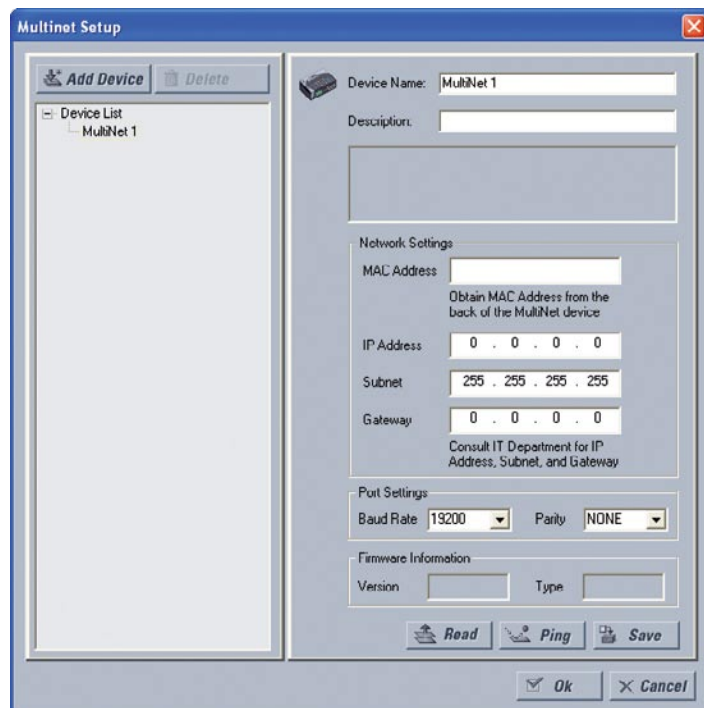 Multinet Setup
Add Device
Delete
Device List
MultiNet 1
Device Name: MultiNet 1
Description:
Network Settings
MAC Address
Obtain MAC Address from the
back of the MultiNet device
IP Address 0 . 0 . 0 . 0
Subnet 255 . 255 . 255 . 255
Gateway 0 . 0 . 0 . 0
Consult IT Department for IP
Address, Subnet, and Gateway
Port Settings
Baud Rate 19200 Parity NONE
Firmware Information
Version Type
Read Ping Save
Ok Cancel